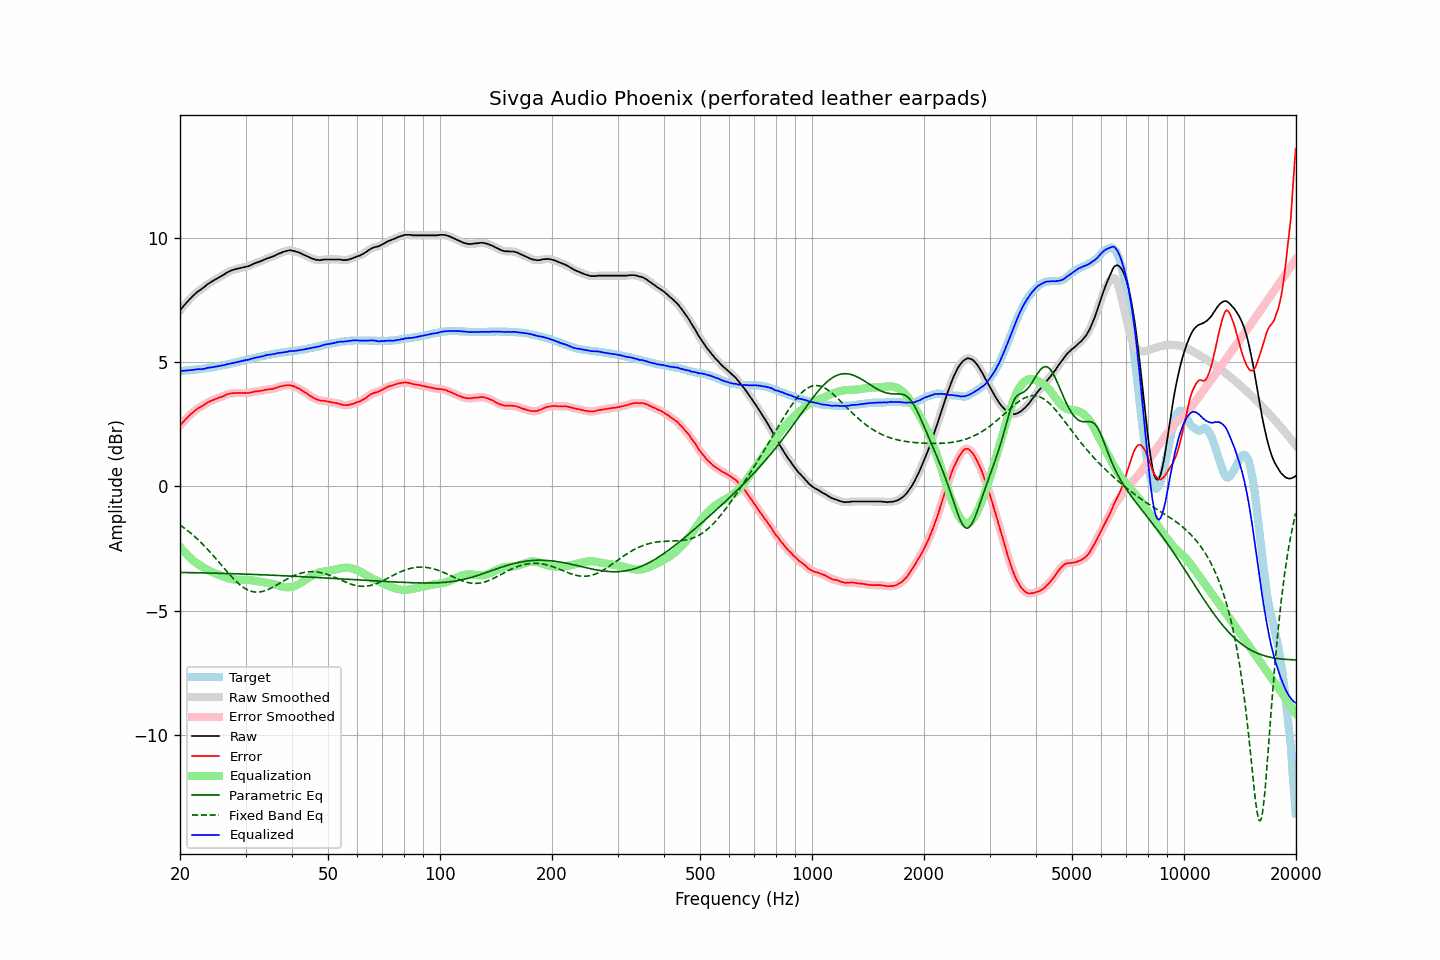 Sivga Audio Phoenix (perforated leather earpads)
Amplitude (dBr)
10
5
0
−5
−10
Target
Raw Smoothed
Error Smoothed
Raw
Error
Equalization
Parametric Eq
Fixed Band Eq
Equalized
20 50 100 200 500 1000 2000 5000 10000 20000
Frequency (Hz)